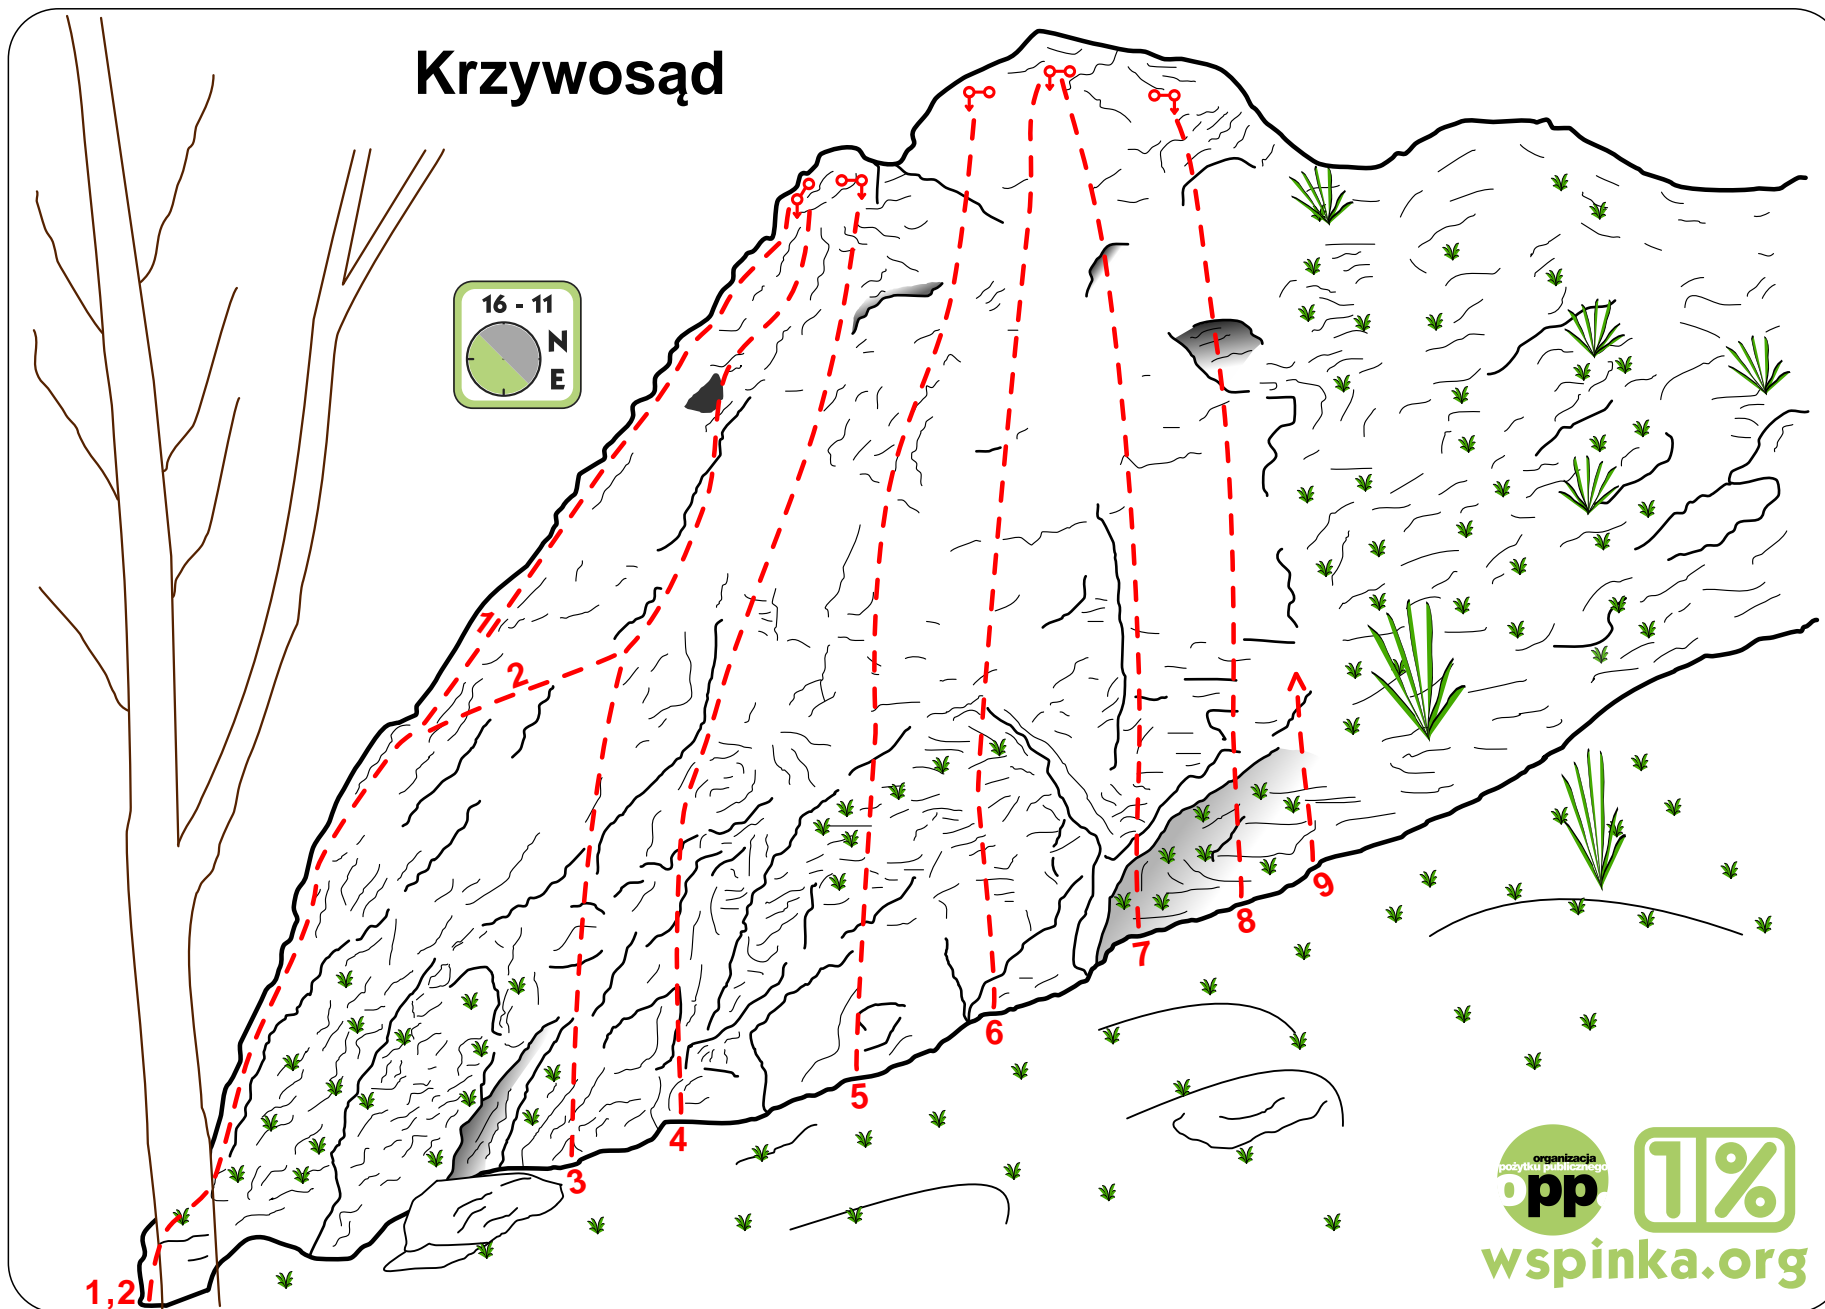 Krzywosąd
16 - 11
N
E
1
2
1,2
3
4
5
6
7
8
9
organizacja
pożytku publicznego
opp
1%
wspinka.org